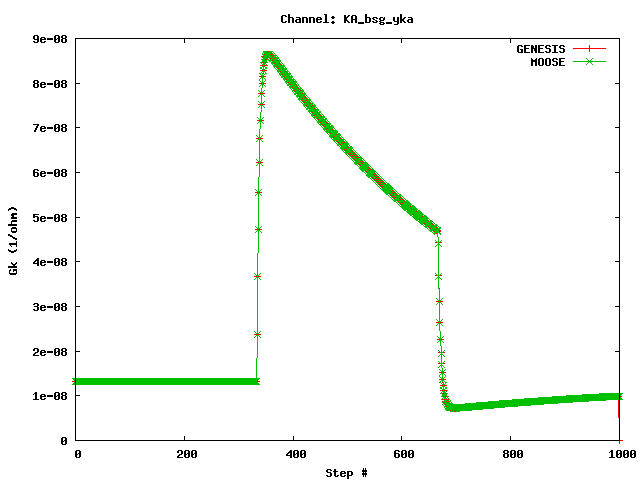 Channel: KA_bsg_yka
GENESIS
MOOSE
9e-08
8e-08
7e-08
6e-08
5e-08
4e-08
3e-08
2e-08
1e-08
0
Gk (1/ohm)
0 200 400 600 800 1000
Step #